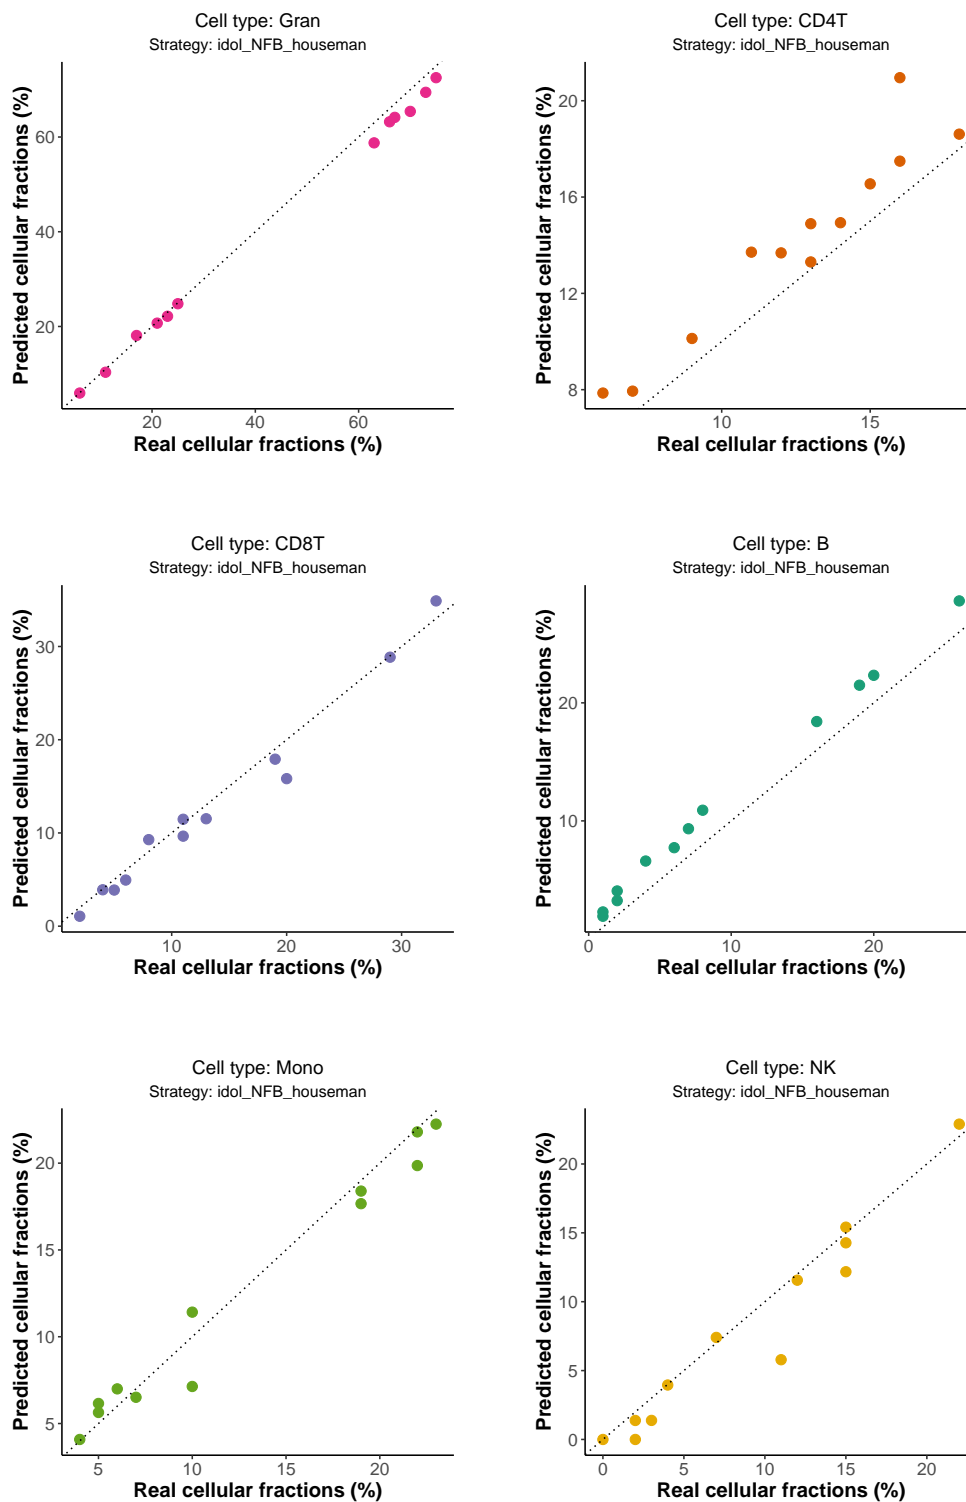 Cell type: Gran
Strategy: idol_NFB_houseman
Predicted cellular fractions (%)
60
40
20
20 40 60
Real cellular fractions (%)
Cell type: CD4T
Strategy: idol_NFB_houseman
Predicted cellular fractions (%)
20
16
12
8
10 15
Real cellular fractions (%)
Cell type: CD8T
Strategy: idol_NFB_houseman
Predicted cellular fractions (%)
30
20
10
0
10 20 30
Real cellular fractions (%)
Cell type: B
Strategy: idol_NFB_houseman
Predicted cellular fractions (%)
20
10
0 10 20
Real cellular fractions (%)
Cell type: Mono
Strategy: idol_NFB_houseman
Predicted cellular fractions (%)
20
15
10
5
5 10 15 20
Real cellular fractions (%)
Cell type: NK
Strategy: idol_NFB_houseman
Predicted cellular fractions (%)
20
15
10
5
0
0 5 10 15 20
Real cellular fractions (%)